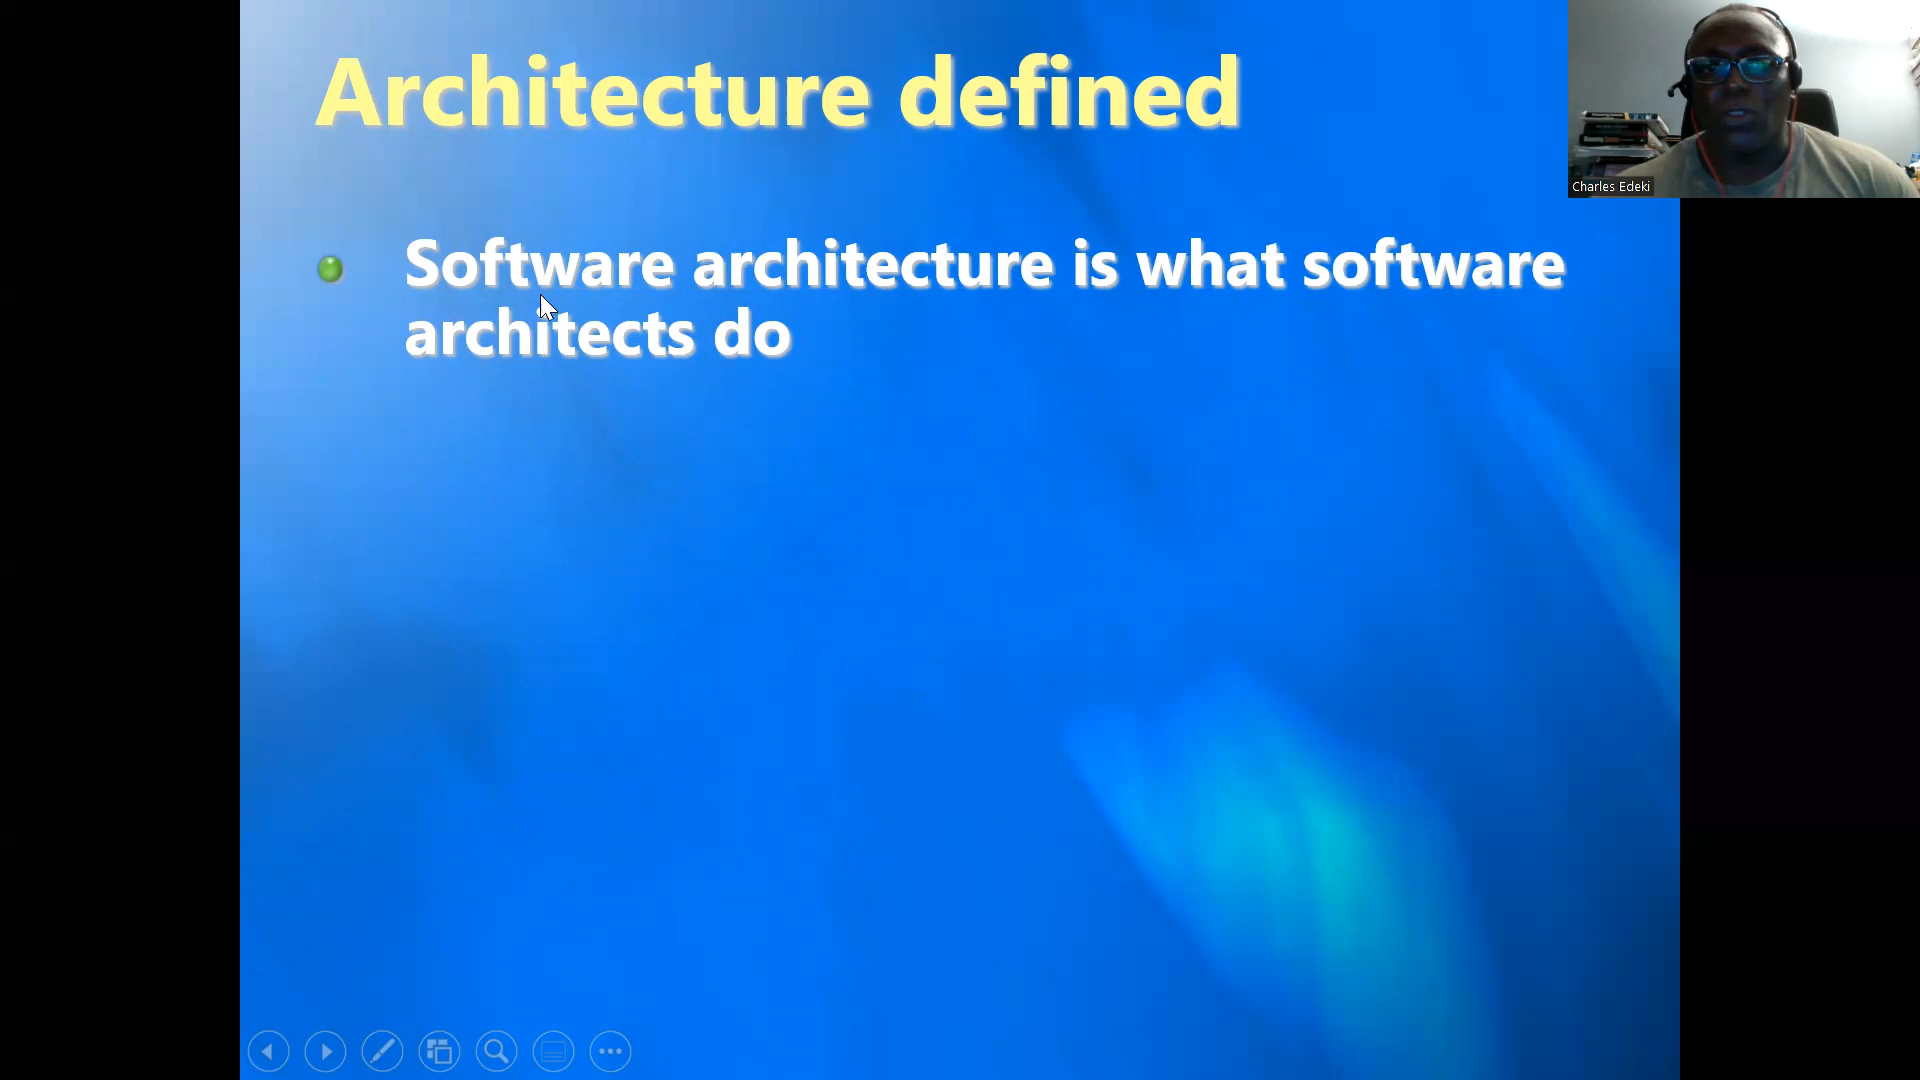 Architecture defined
Software architecture is what software
architects do
Charles Edeki